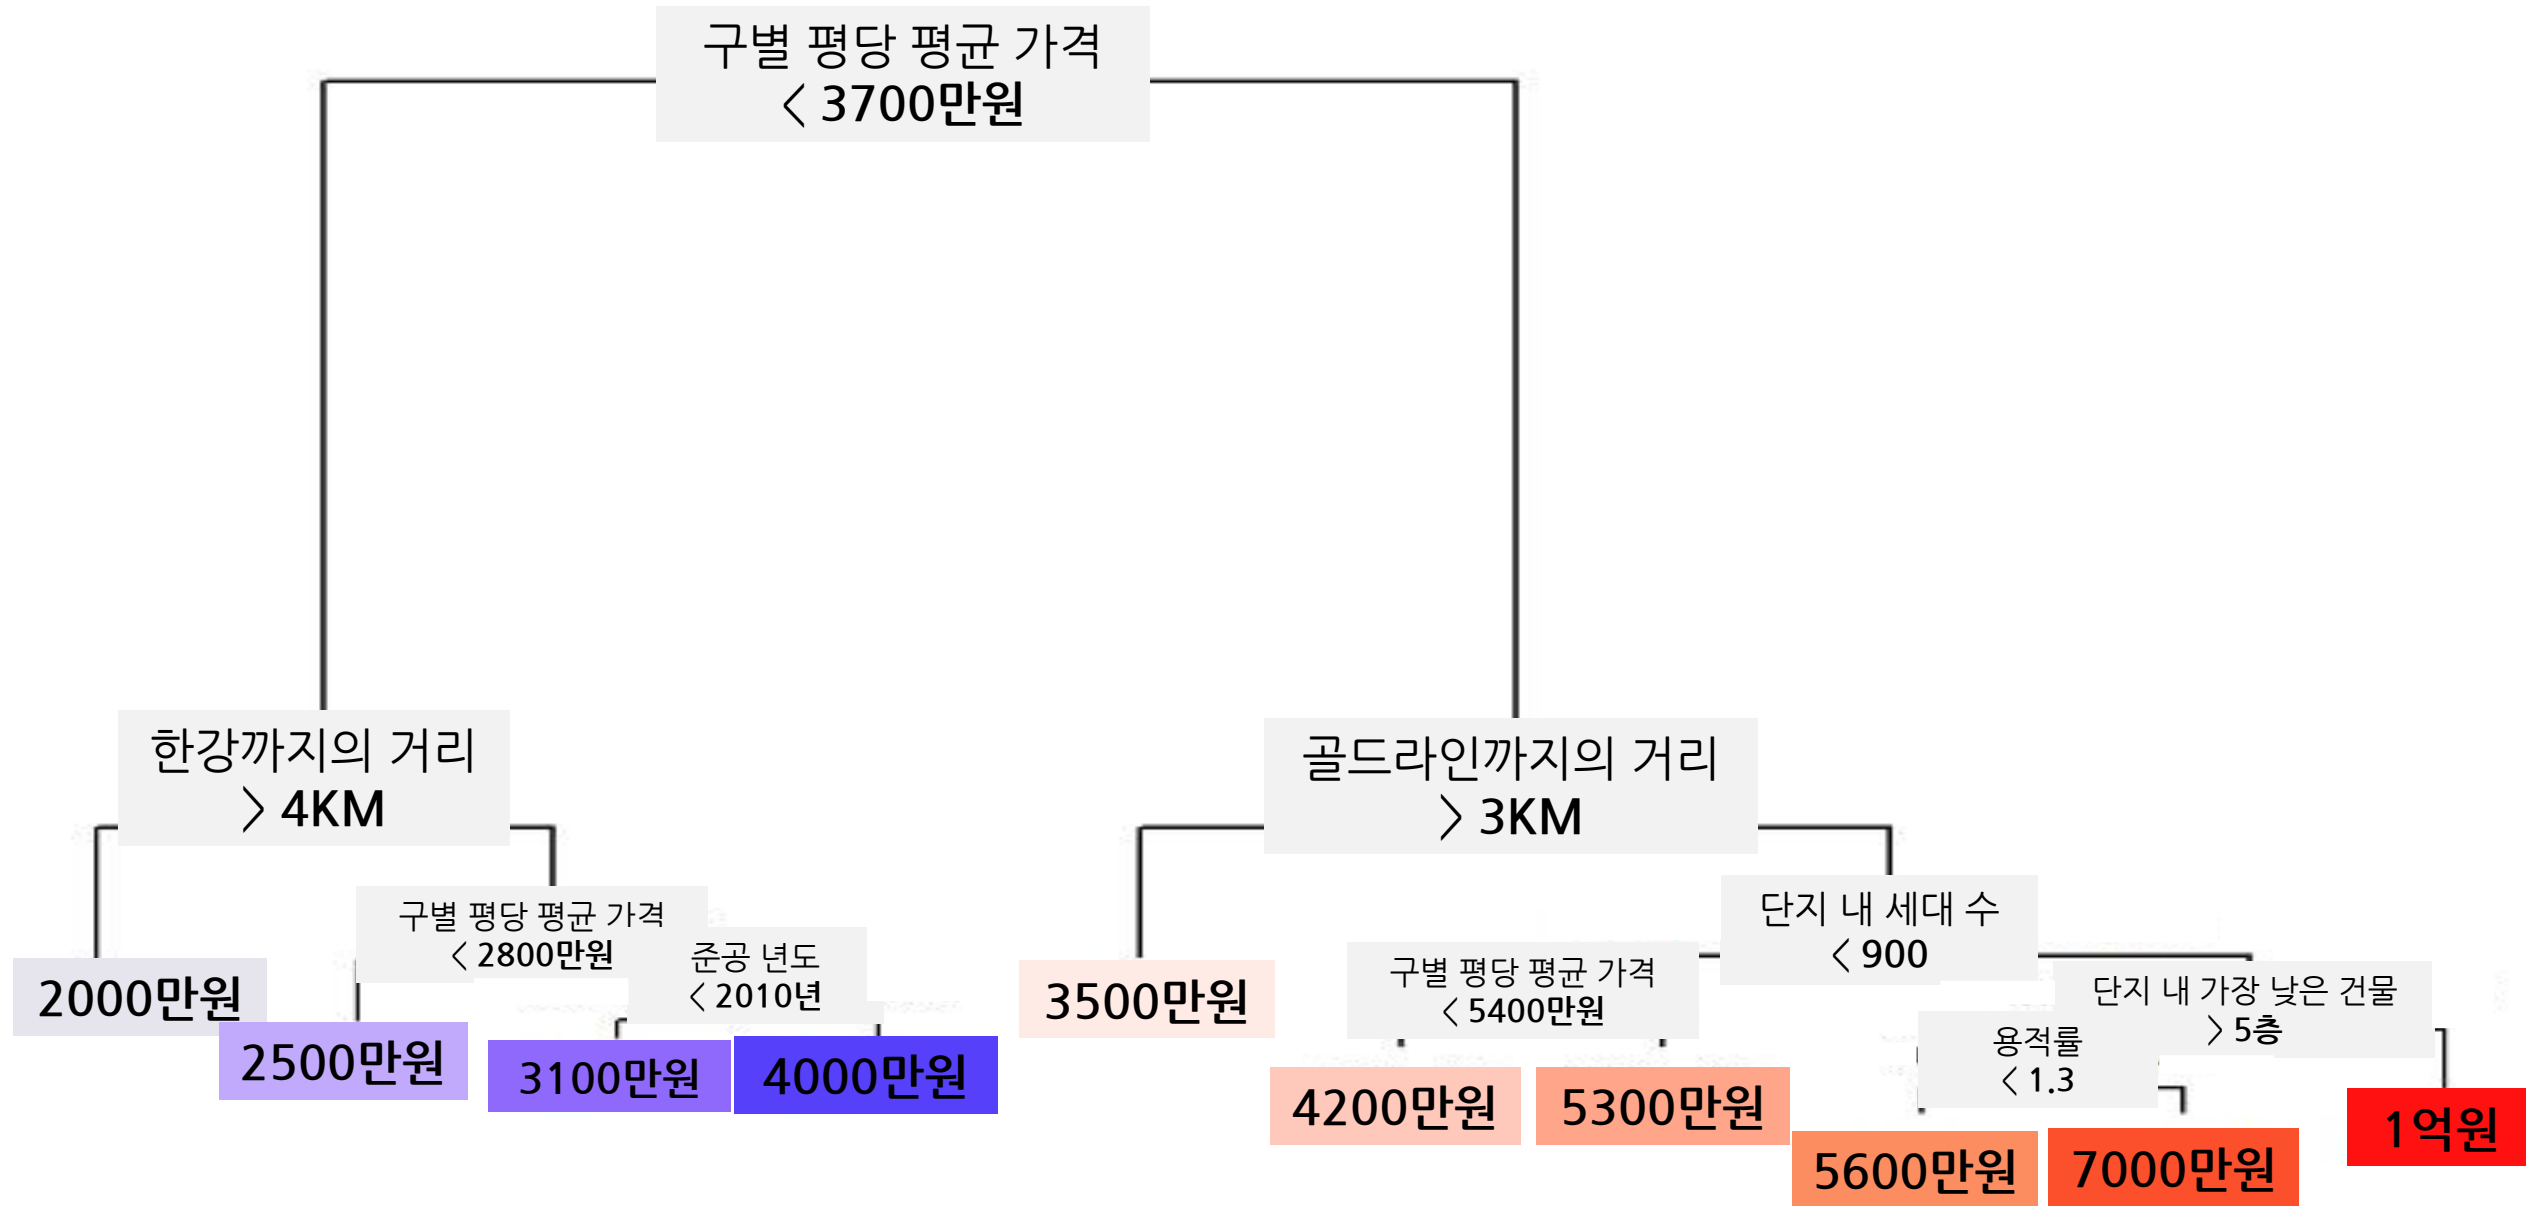 구별 평당 평균 가격
< 3700만원
한강까지의 거리
> 4KM
골드라인까지의 거리
> 3KM
구별 평당 평균 가격
< 2800만원
준공 년도
< 2010년
단지 내 세대 수
< 900
구별 평당 평균 가격
< 5400만원
단지 내 가장 낮은 건물
> 5층
용적률
< 1.3
2000만원
2500만원
3100만원
4000만원
3500만원
4200만원
5300만원
5600만원
7000만원
1억원